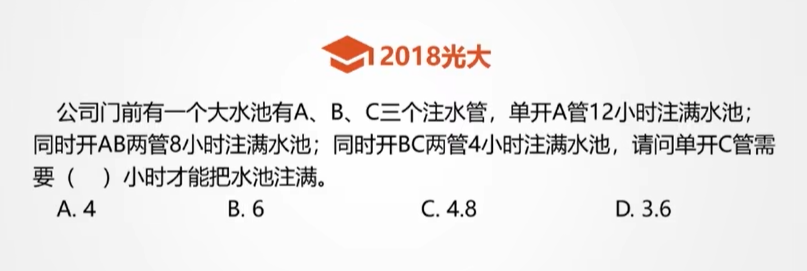 2018光大
公司门前有一个大水池有A、B、C三个注水管，单开A管12小时注满水池；
同时开AB两管8小时注满水池；同时开BC两管4小时注满水池，请问单开C管需
要（ ）小时才能把水池注满。
A. 4 B. 6 C. 4.8 D. 3.6